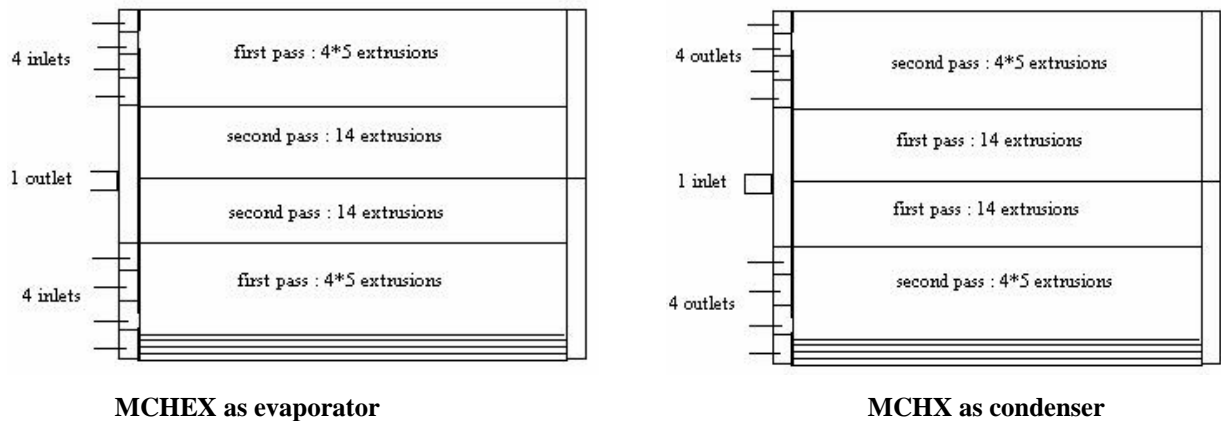 4 inlets
first pass : 4*5 extrusions
second pass : 14 extrusions
1 outlet
second pass : 14 extrusions
first pass : 4*5 extrusions
4 inlets
MCHEX as evaporator
4 outlets
second pass : 4*5 extrusions
first pass : 14 extrusions
1 inlet
first pass : 14 extrusions
second pass : 4*5 extrusions
4 outlets
MCHX as condenser